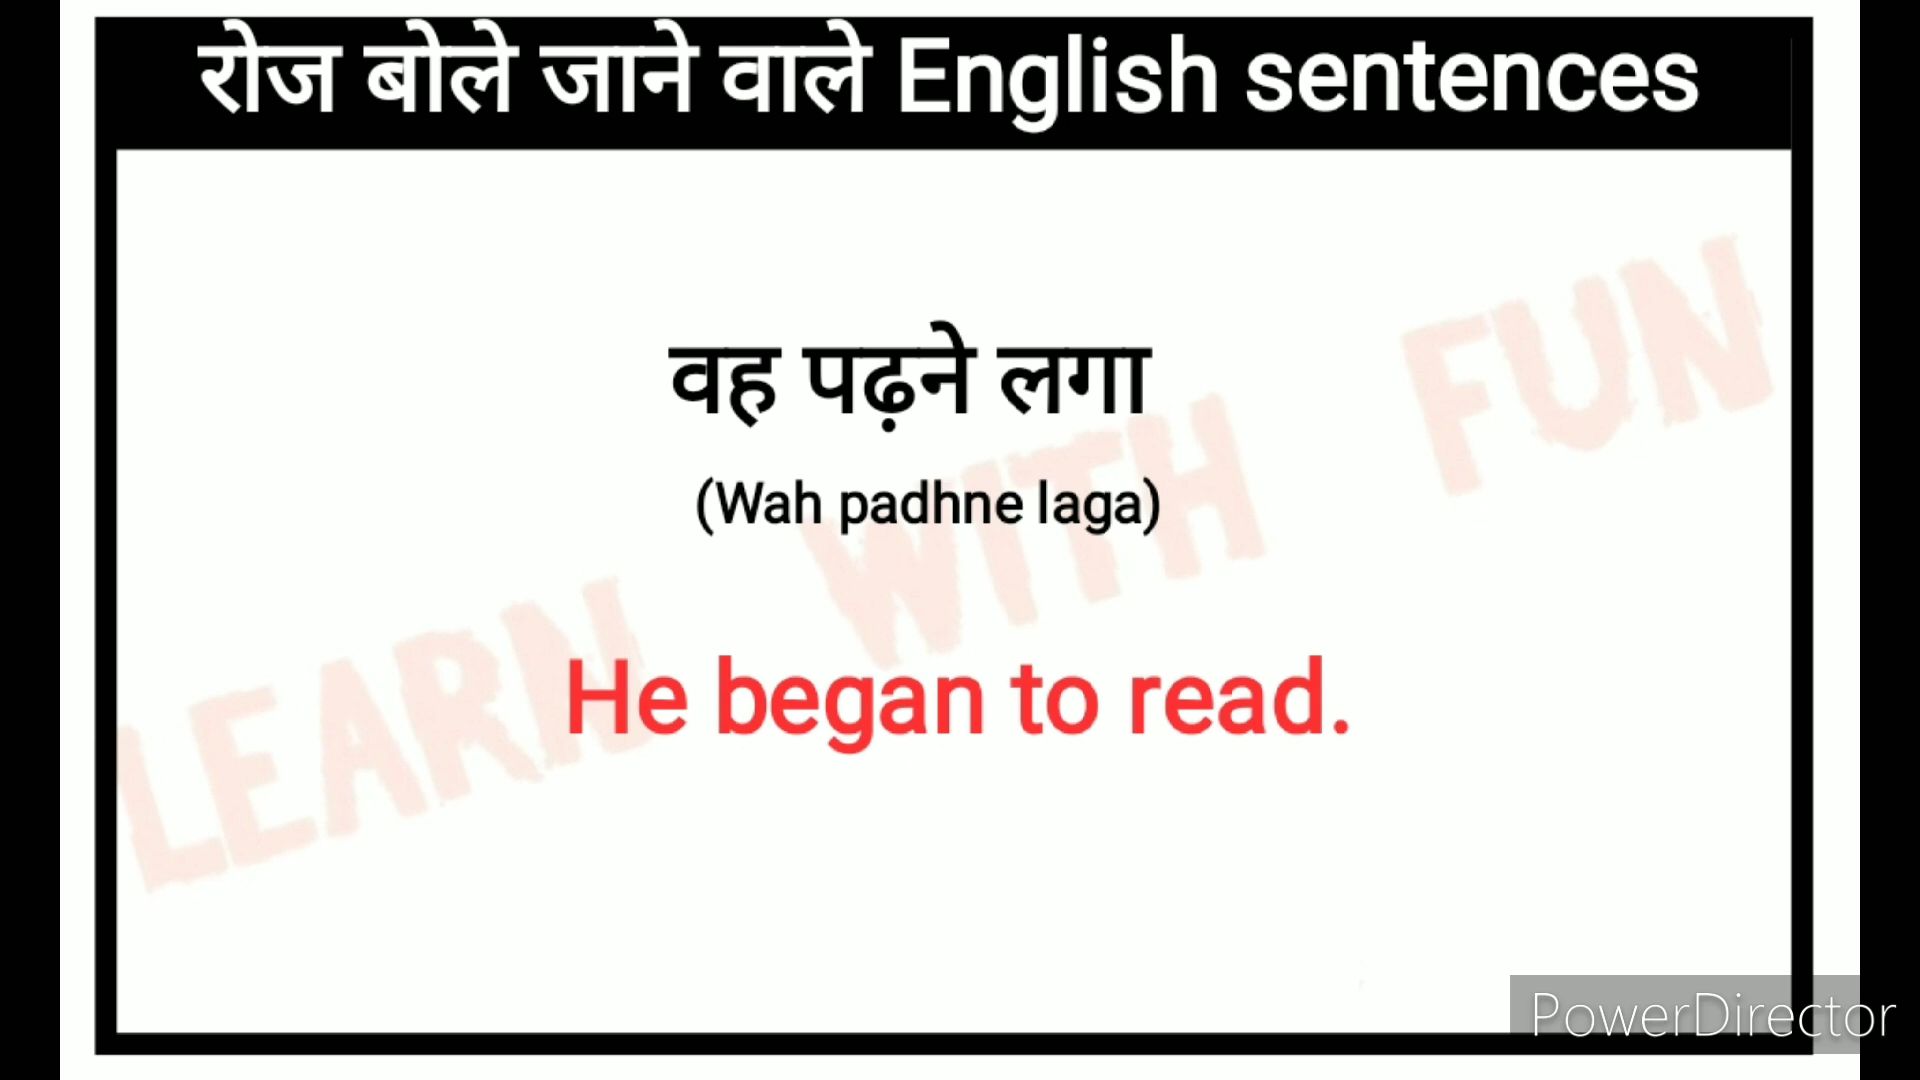 रोज बोले जाने वाले English sentences
वह पढ़ने लगा
(Wah padhne laga)
He began to read.
LEARN WITH FUN
PowerDirector